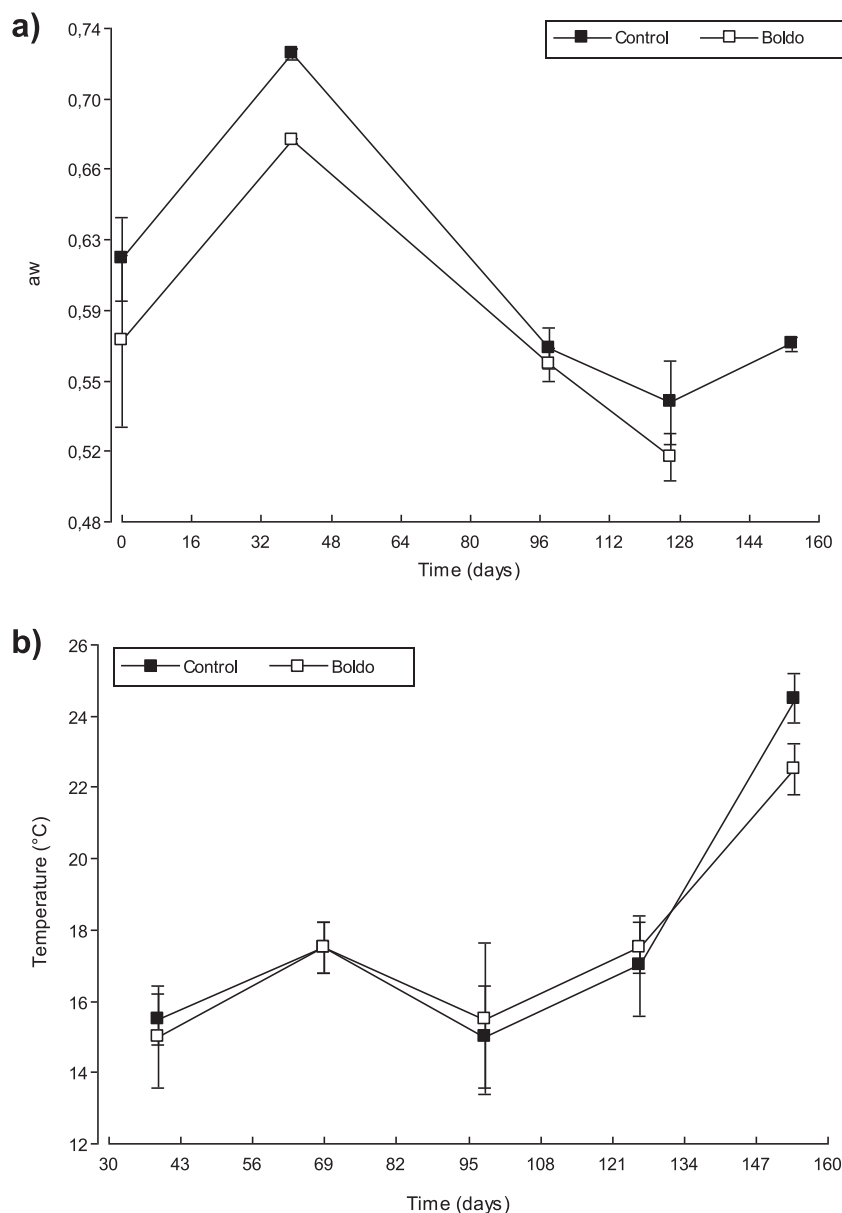 a)
Control Boldo
0,74
0,70
0,66
0,63
0,59
0,55
0,52
0,48
aw
0 16 32 48 64 80 96 112 128 144 160
Time (days)
b)
Control Boldo
26
24
22
20
18
16
14
12
Temperature (°C)
30 43 56 69 82 95 108 121 134 147 160
Time (days)